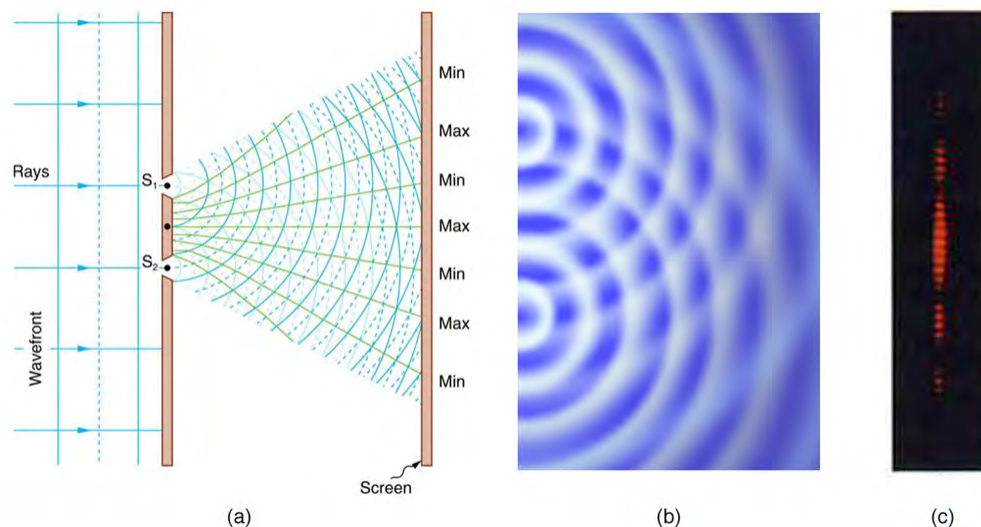 Min
Max
Rays
S₁
Min
Max
S₂
Min
Wavefront
Max
Min
Screen
(a)
(b)
(c)